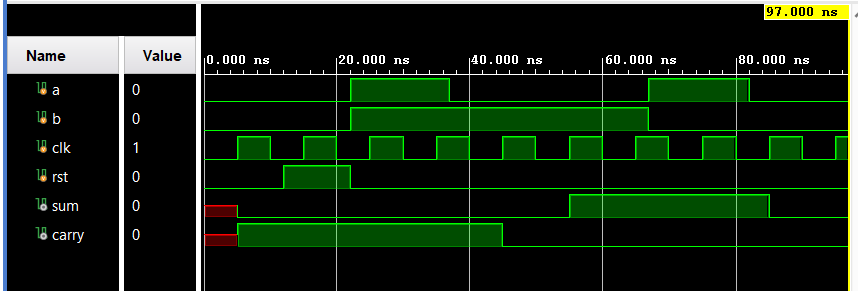 97.000 ns
Name Value
0.000 ns 20.000 ns 40.000 ns 60.000 ns 80.000 ns
a 0
b 0
clk 1
rst 0
sum 0
carry 0